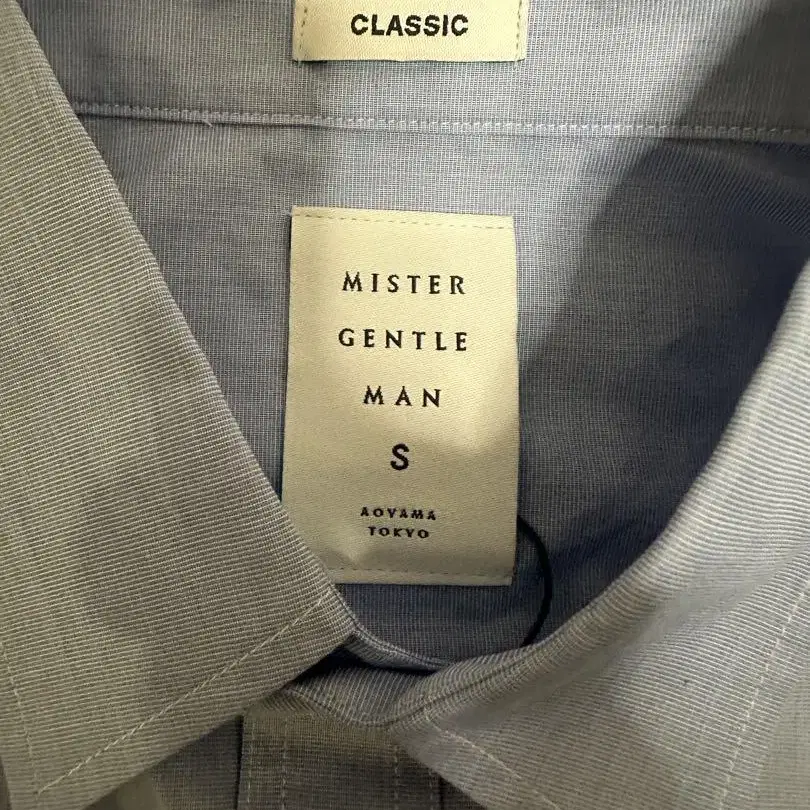 CLASSIC
MISTER
GENTLE
MAN
S
AOYAMA
TOKYO